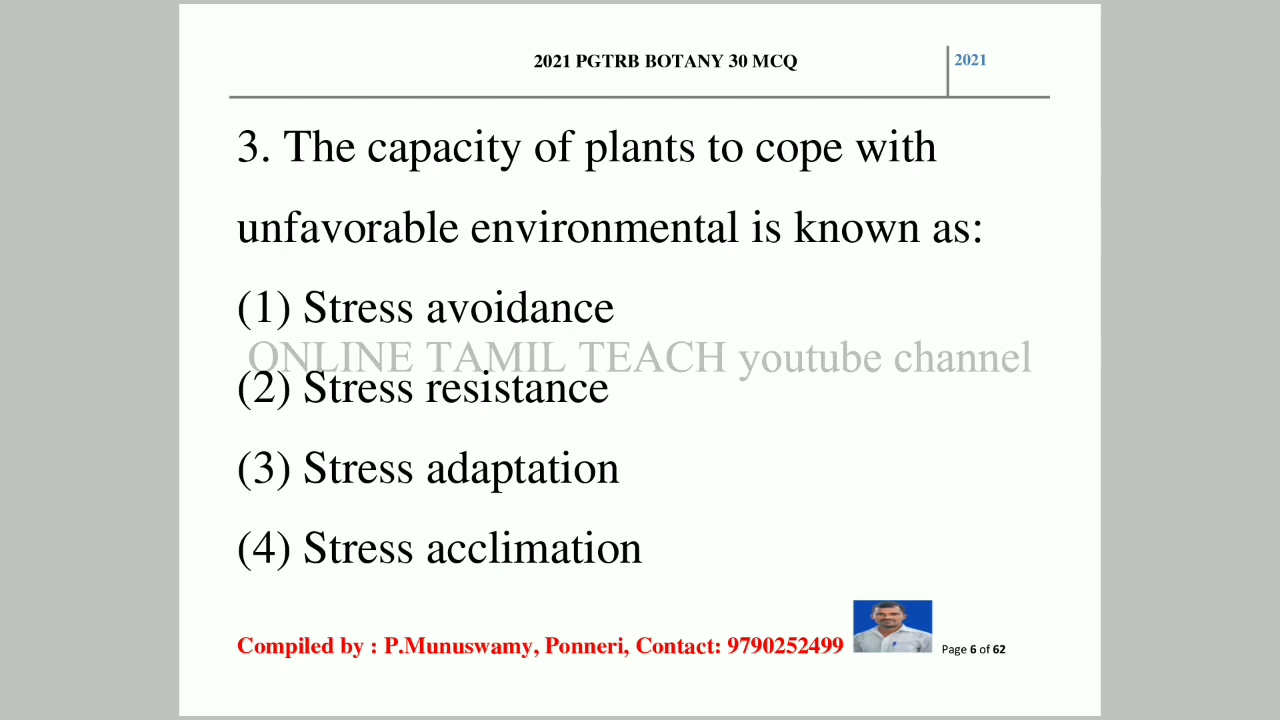 2021 PGTRB BOTANY 30 MCQ
2021
3. The capacity of plants to cope with
unfavorable environmental is known as:
(1) Stress avoidance
ONLINE TAMIL TEACH youtube channel
(2) Stress resistance
(3) Stress adaptation
(4) Stress acclimation
Compiled by : P.Munuswamy, Ponneri, Contact: 9790252499
Page 6 of 62